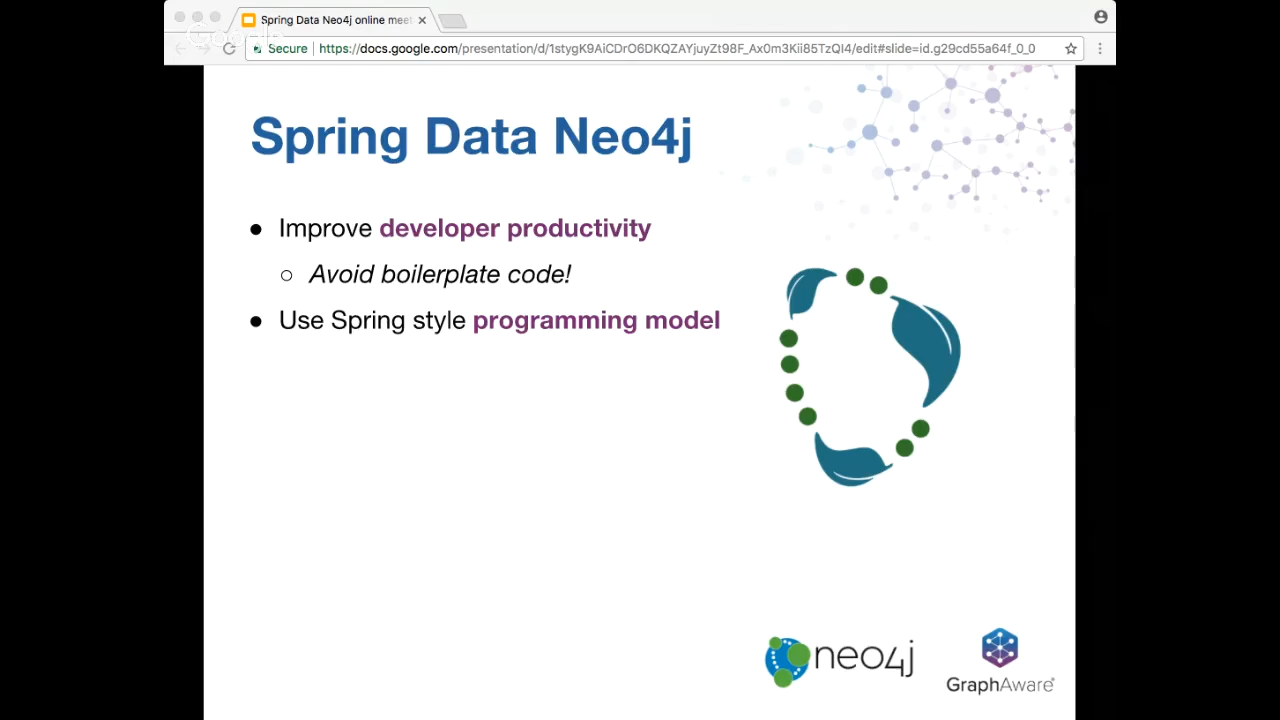 Spring Data Neo4j online meet
Google
Secure https://docs.google.com/presentation/d/1stygK9AiCDrO6DKQZAYjuyZt98F_Ax0m3Kii85TzQI4/edit#slide=id.g29cd55a64f_0_0
Spring Data Neo4j
● Improve developer productivity
○ Avoid boilerplate code!
● Use Spring style programming model
neo4j
GraphAware®